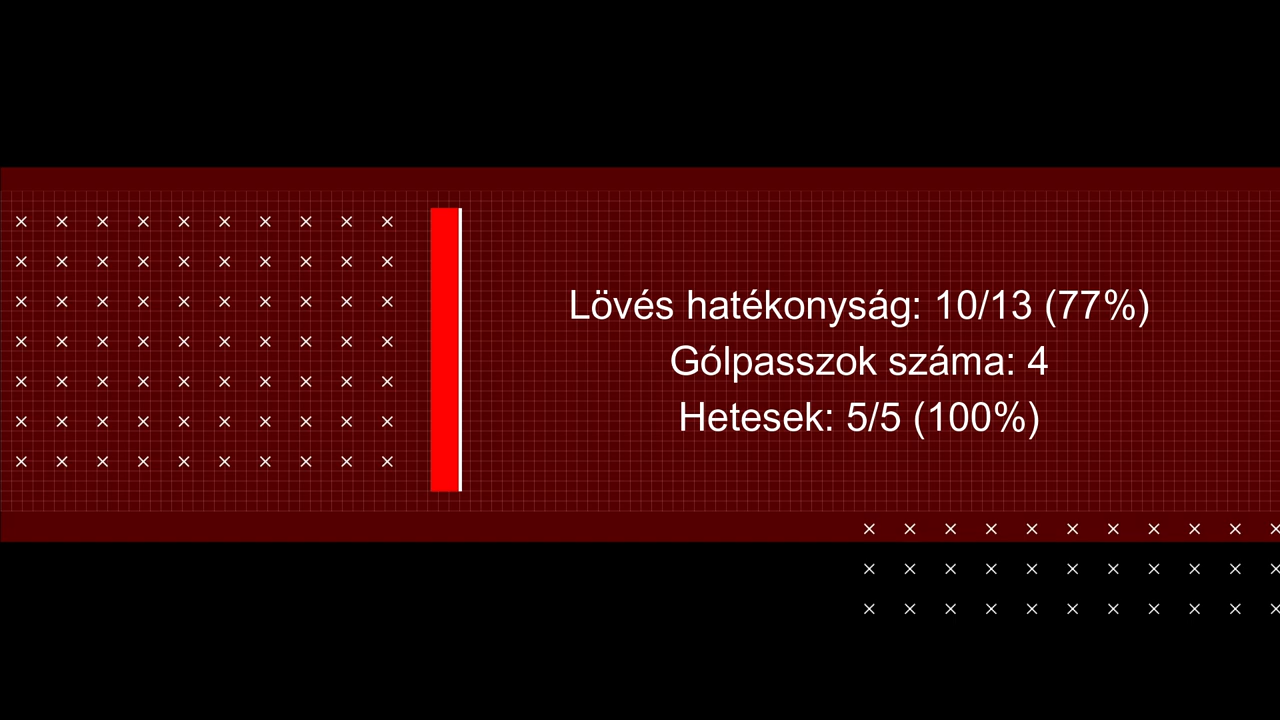 Lövés hatékonyság: 10/13 (77%)
Gólpasszok száma: 4
Hetesek: 5/5 (100%)